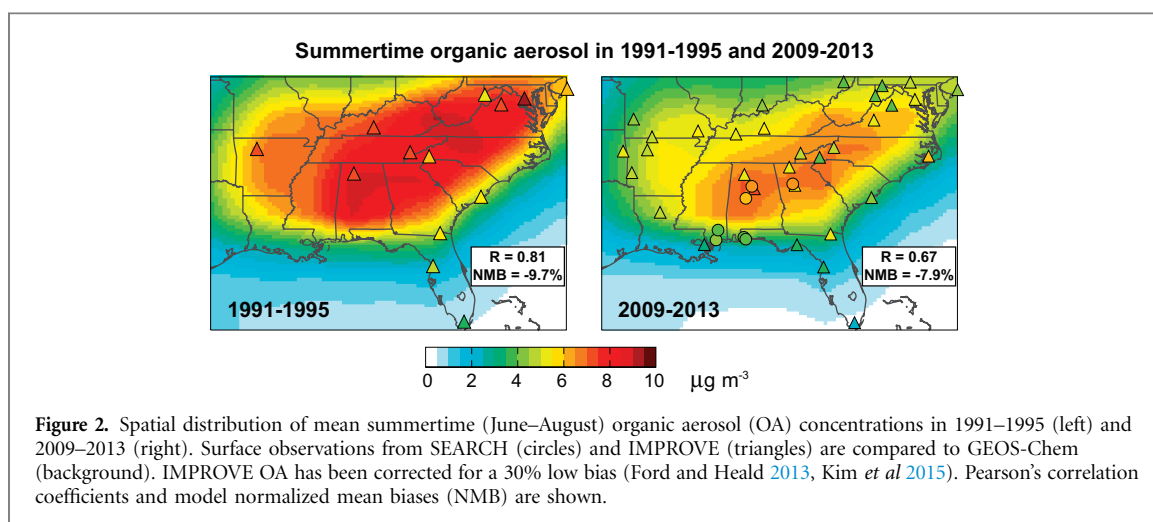 Summertime organic aerosol in 1991-1995 and 2009-2013
R = 0.81
NMB = -9.7%
1991-1995
R = 0.67
NMB = -7.9%
2009-2013
0 2 4 6 8 10 µg m⁻³
Figure 2. Spatial distribution of mean summertime (June–August) organic aerosol (OA) concentrations in 1991–1995 (left) and
2009–2013 (right). Surface observations from SEARCH (circles) and IMPROVE (triangles) are compared to GEOS-Chem
(background). IMPROVE OA has been corrected for a 30% low bias (Ford and Heald 2013, Kim et al 2015). Pearson's correlation
coefficients and model normalized mean biases (NMB) are shown.